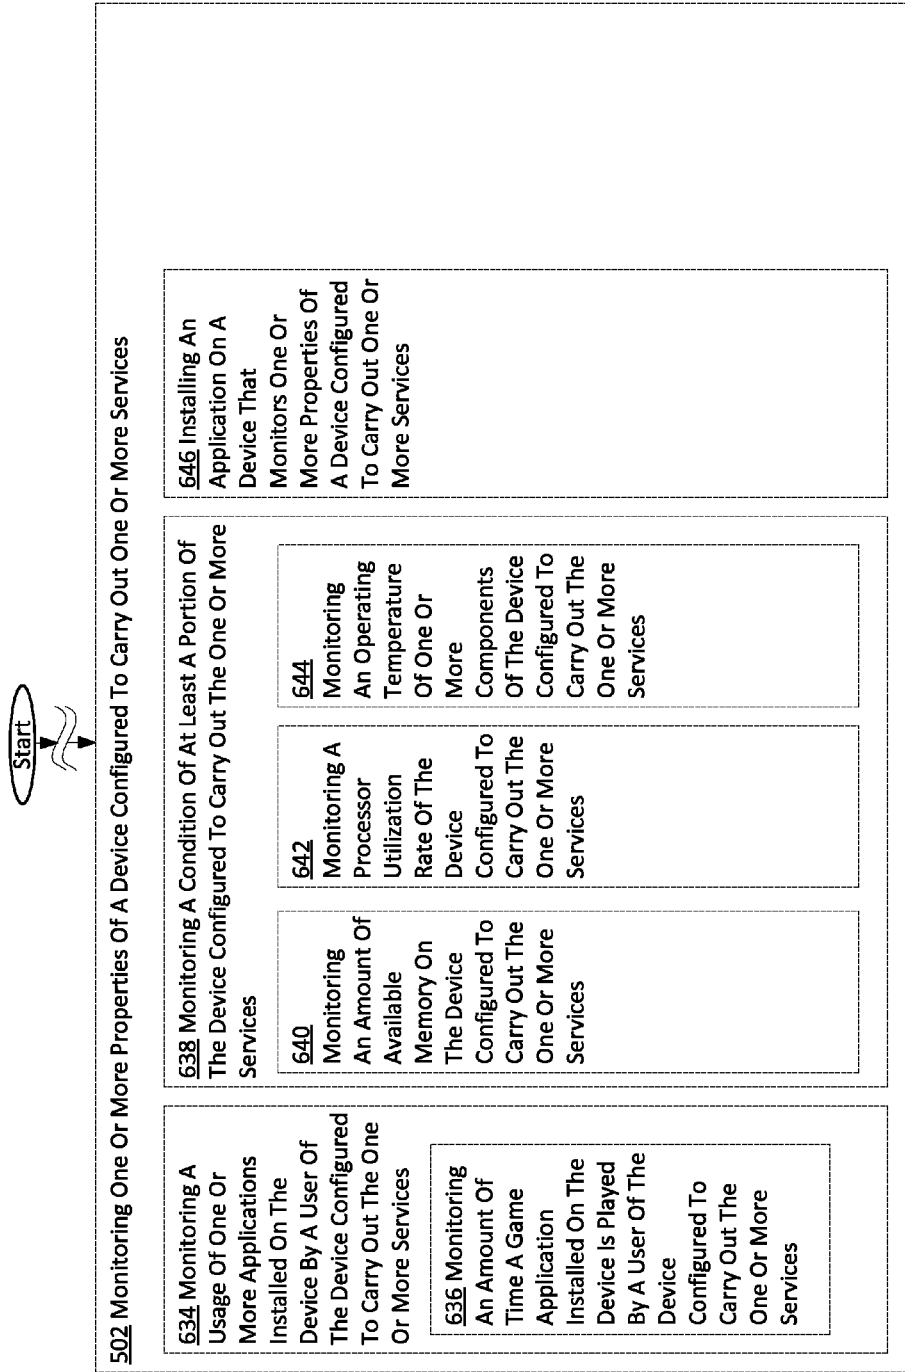 Start
502 Monitoring One Or More Properties Of A Device Configured To Carry Out One Or More Services
634 Monitoring A
Usage Of One Or
More Applications
Installed On The
Device By A User Of
The Device Configured
To Carry Out The One
Or More Services
636 Monitoring
An Amount Of
Time A Game
Application
Installed On The
Device Is Played
By A User Of The
Device
Configured To
Carry Out The
One Or More
Services
638 Monitoring A Condition Of At Least A Portion Of
The Device Configured To Carry Out The One Or More
Services
640
Monitoring
An Amount Of
Available
Memory On
The Device
Configured To
Carry Out The
One Or More
Services
642
Monitoring A
Processor
Utilization
Rate Of The
Device
Configured To
Carry Out The
One Or More
Services
644
Monitoring
An Operating
Temperature
Of One Or
More
Components
Of The Device
Configured To
Carry Out The
One Or More
Services
646 Installing An
Application On A
Device That
Monitors One Or
More Properties Of
A Device Configured
To Carry Out One Or
More Services